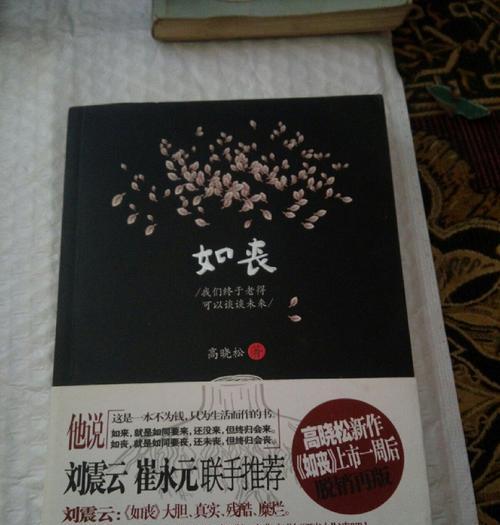 如丧
/我们终于老得
可以谈谈未来/
高晓松 著
他说
这是一本不为钱,只为生活而作的书。
如来,就是如同要来,还没来,但终归会来。
如丧,就是如同要丧,还未丧,但终归会丧。
刘震云 崔永元 联手推荐
刘震云:《如丧》大胆、真实、残酷、糜烂。
高晓松新作
《如丧》上市一周后
脱销再版